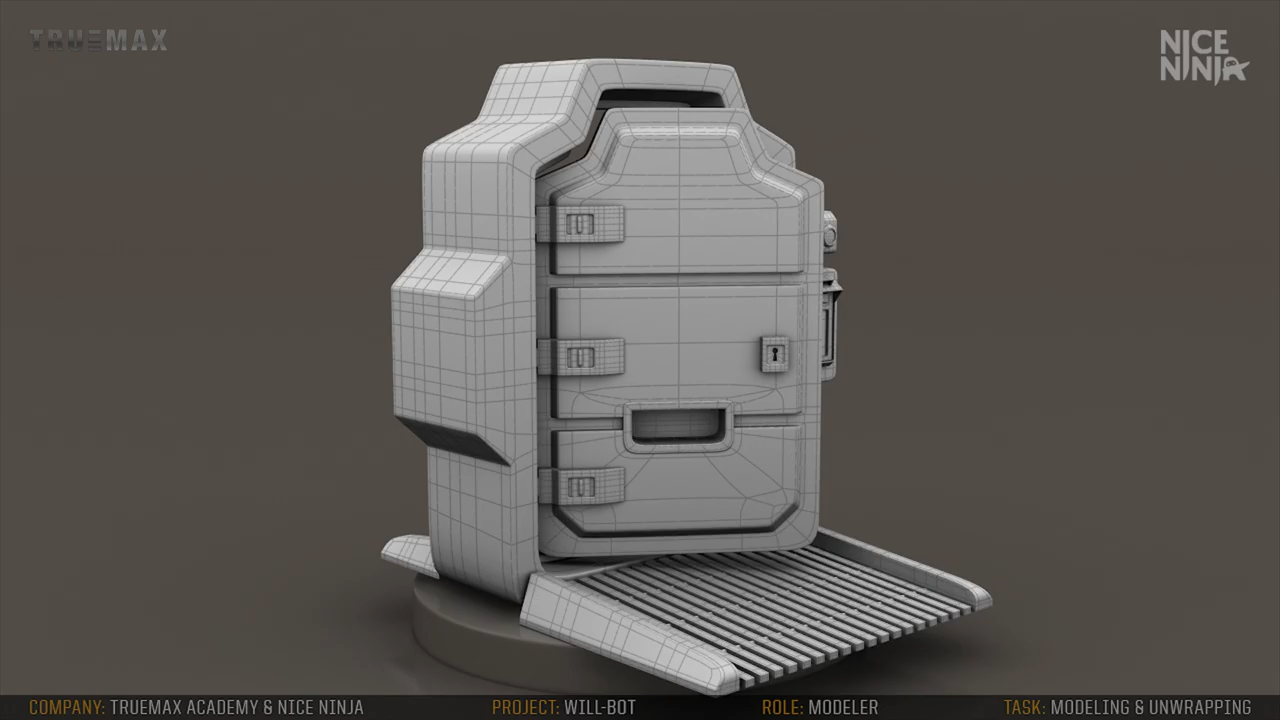 TRUEMAX
NICE
NINJA
COMPANY: TRUEMAX ACADEMY & NICE NINJA
PROJECT: WILL-BOT
ROLE: MODELER
TASK: MODELING & UNWRAPPING